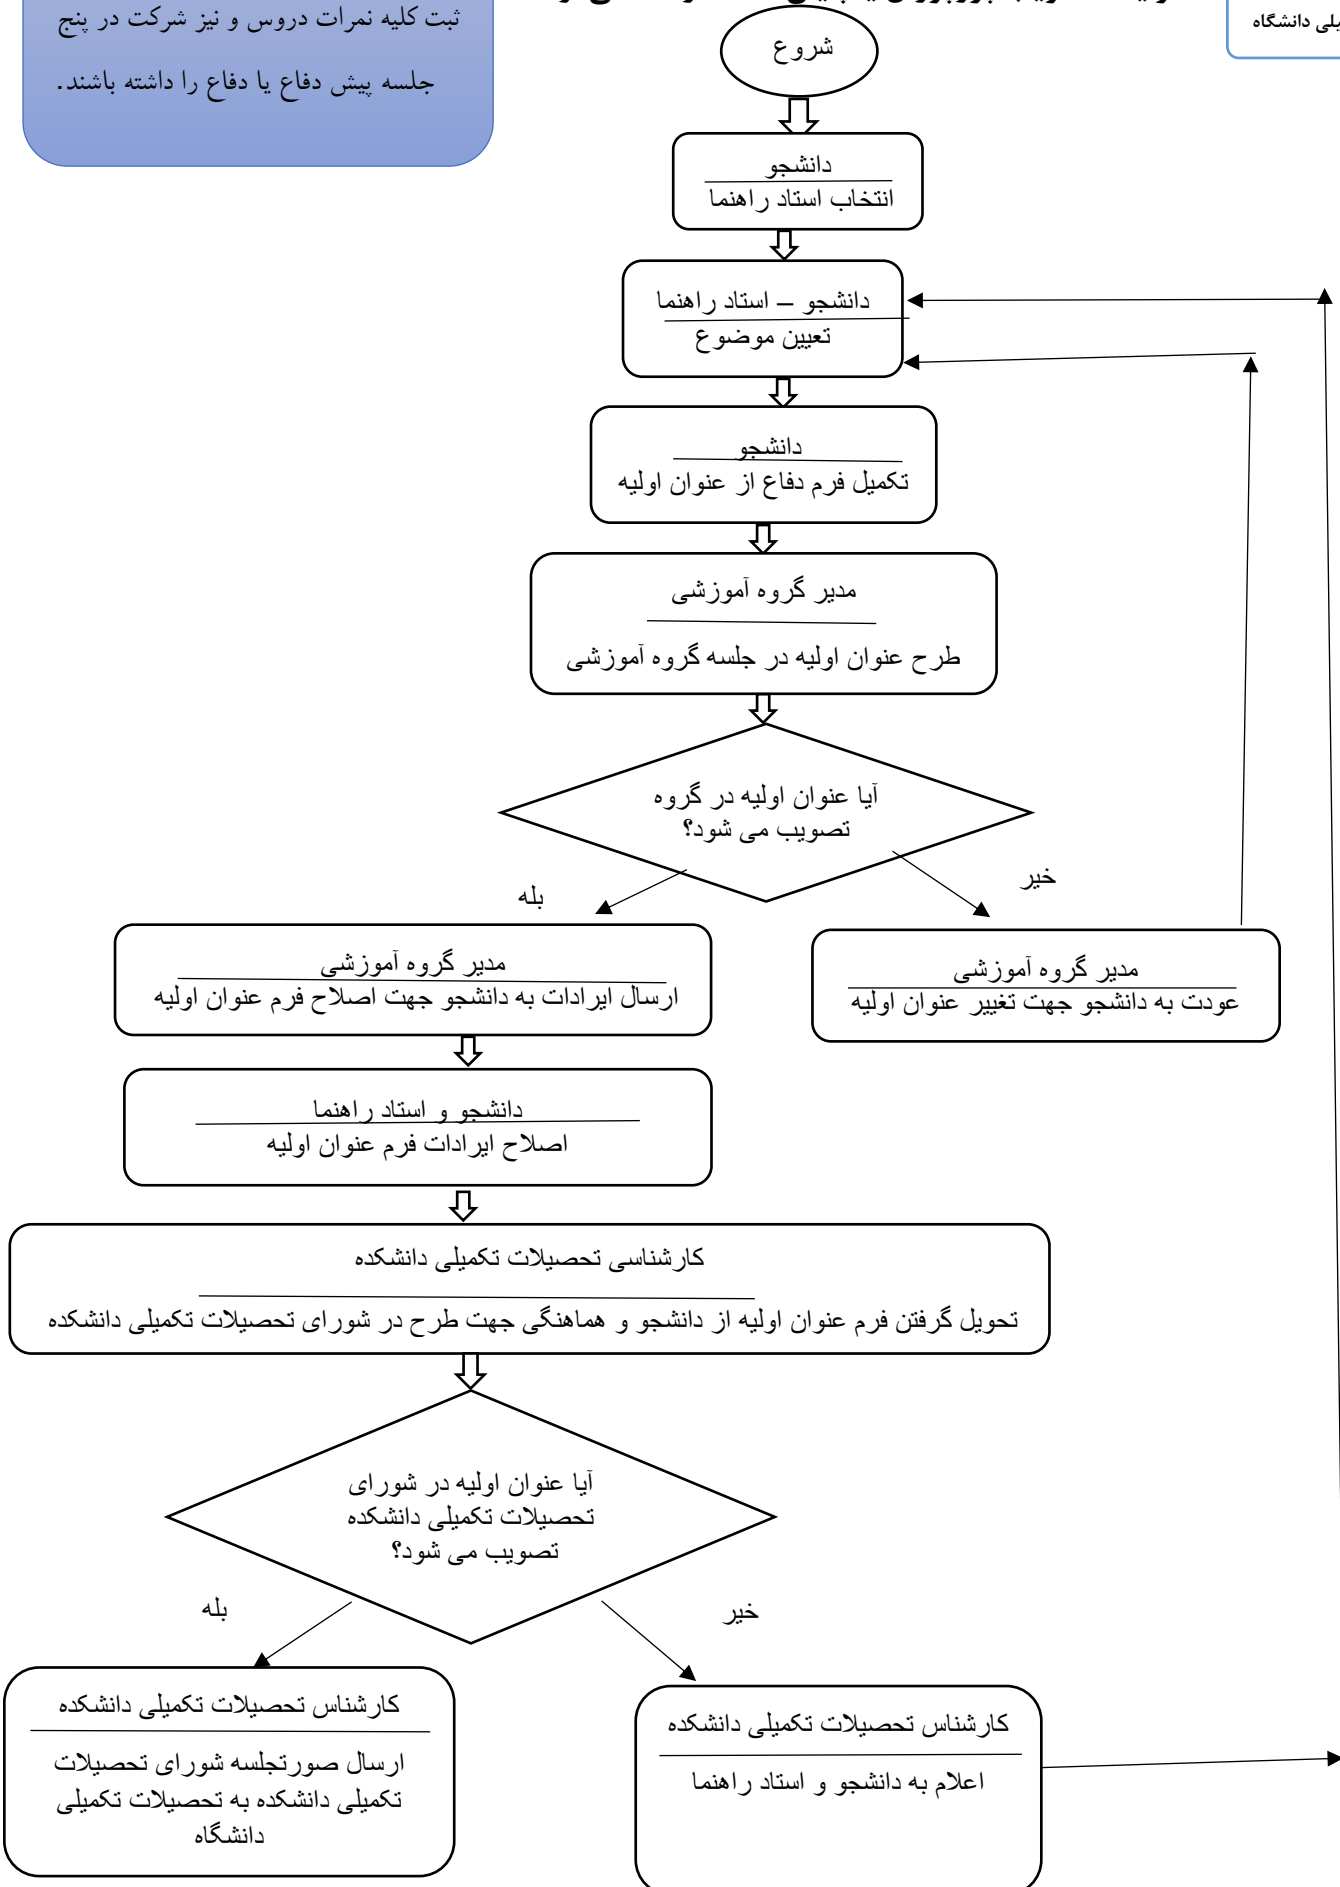 یلی دانشگاه
ثبت کلیه نمرات دروس و نیز شرکت در پنج
جلسه پیش دفاع یا دفاع را داشته باشند.
شروع
دانشجو
انتخاب استاد راهنما
دانشجو – استاد راهنما
تعیین موضوع
دانشجو
تکمیل فرم دفاع از عنوان اولیه
مدیر گروه آموزشی
طرح عنوان اولیه در جلسه گروه آموزشی
آیا عنوان اولیه در گروه
تصویب می شود؟
خیر
بله
مدیر گروه آموزشی
عودت به دانشجو جهت تغییر عنوان اولیه
مدیر گروه آموزشی
ارسال ایرادات به دانشجو جهت اصلاح فرم عنوان اولیه
دانشجو و استاد راهنما
اصلاح ایرادات فرم عنوان اولیه
کارشناسی تحصیلات تکمیلی دانشکده
تحویل گرفتن فرم عنوان اولیه از دانشجو و هماهنگی جهت طرح در شورای تحصیلات تکمیلی دانشکده
آیا عنوان اولیه در شورای
تحصیلات تکمیلی دانشکده
تصویب می شود؟
خیر
بله
کارشناس تحصیلات تکمیلی دانشکده
اعلام به دانشجو و استاد راهنما
کارشناس تحصیلات تکمیلی دانشکده
ارسال صورتجلسه شورای تحصیلات
تکمیلی دانشکده به تحصیلات تکمیلی
دانشگاه